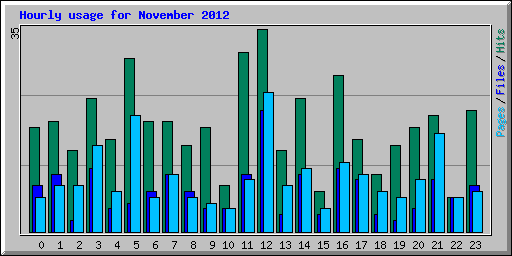 Hourly usage for November 2012
35
Pages / Files / Hits
0 1 2 3 4 5 6 7 8 9 10 11 12 13 14 15 16 17 18 19 20 21 22 23